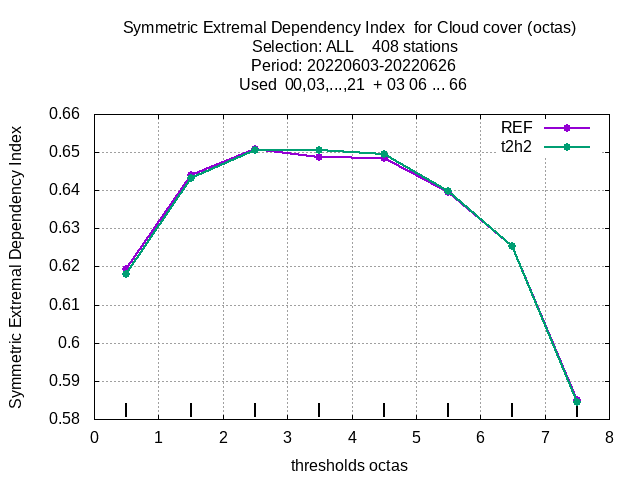 Symmetric Extremal Dependency Index  for Cloud cover (octas)
Selection: ALL    408 stations
Period: 20220603-20220626
Used  00,03,...,21  + 03 06 ... 66
REF
t2h2
Symmetric Extremal Dependency Index
0.66
0.65
0.64
0.63
0.62
0.61
0.6
0.59
0.58
0 1 2 3 4 5 6 7 8
thresholds octas